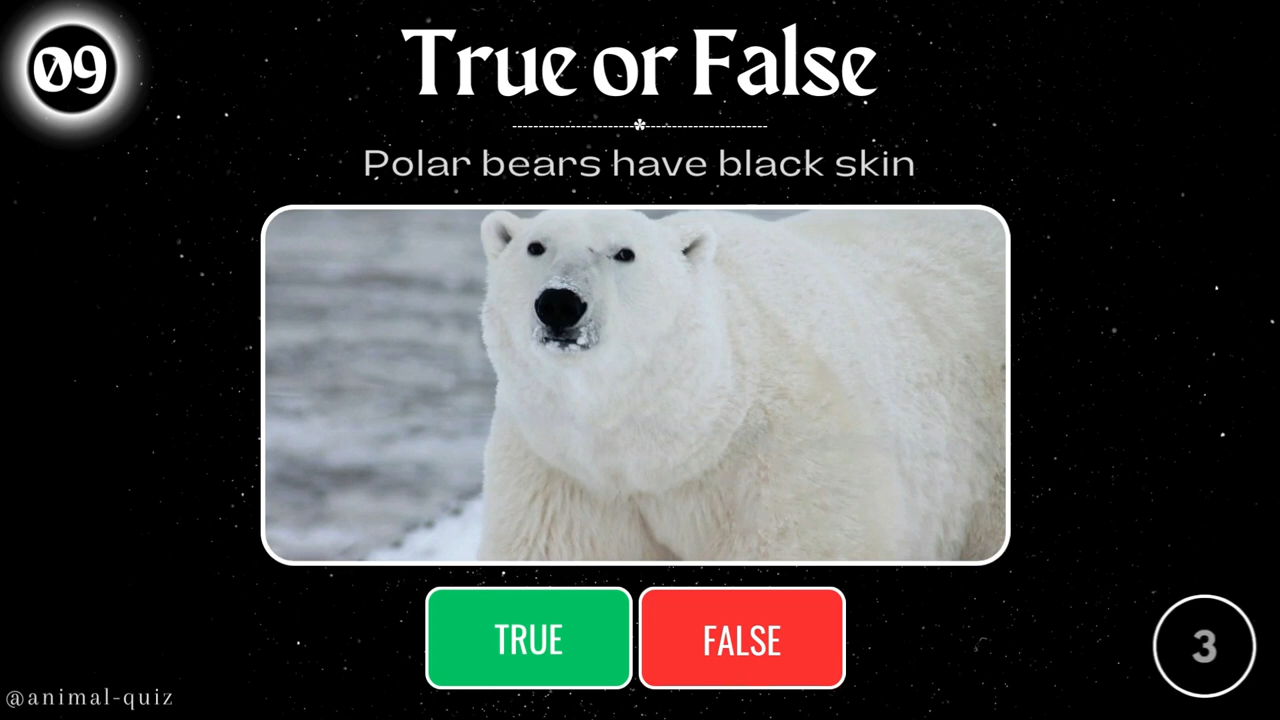 09
True or False
Polar bears have black skin
TRUE
FALSE
3
@animal-quiz